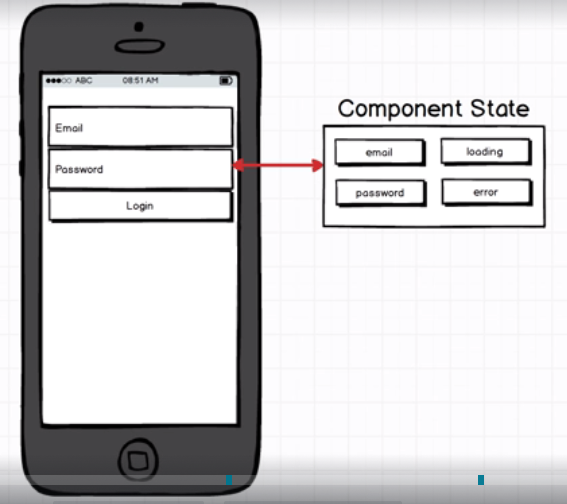 ABC 08:51 AM
Email
Password
Login
Component State
email loading
password error